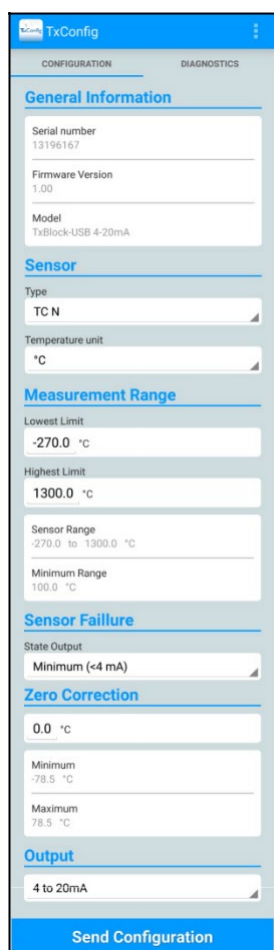 TxConfig
TxConfig
CONFIGURATION
DIAGNOSTICS
General Information
Serial number
13196167
Firmware Version
1.00
Model
TxBlock-USB 4-20mA
Sensor
Type
TC N
Temperature unit
°C
Measurement Range
Lowest Limit
-270.0 °C
Highest Limit
1300.0 °C
Sensor Range
-270.0 to 1300.0 °C
Minimum Range
100.0 °C
Sensor Faillure
State Output
Minimum (<4 mA)
Zero Correction
0.0 °C
Minimum
-78.5 °C
Maximum
78.5 °C
Output
4 to 20mA
Send Configuration